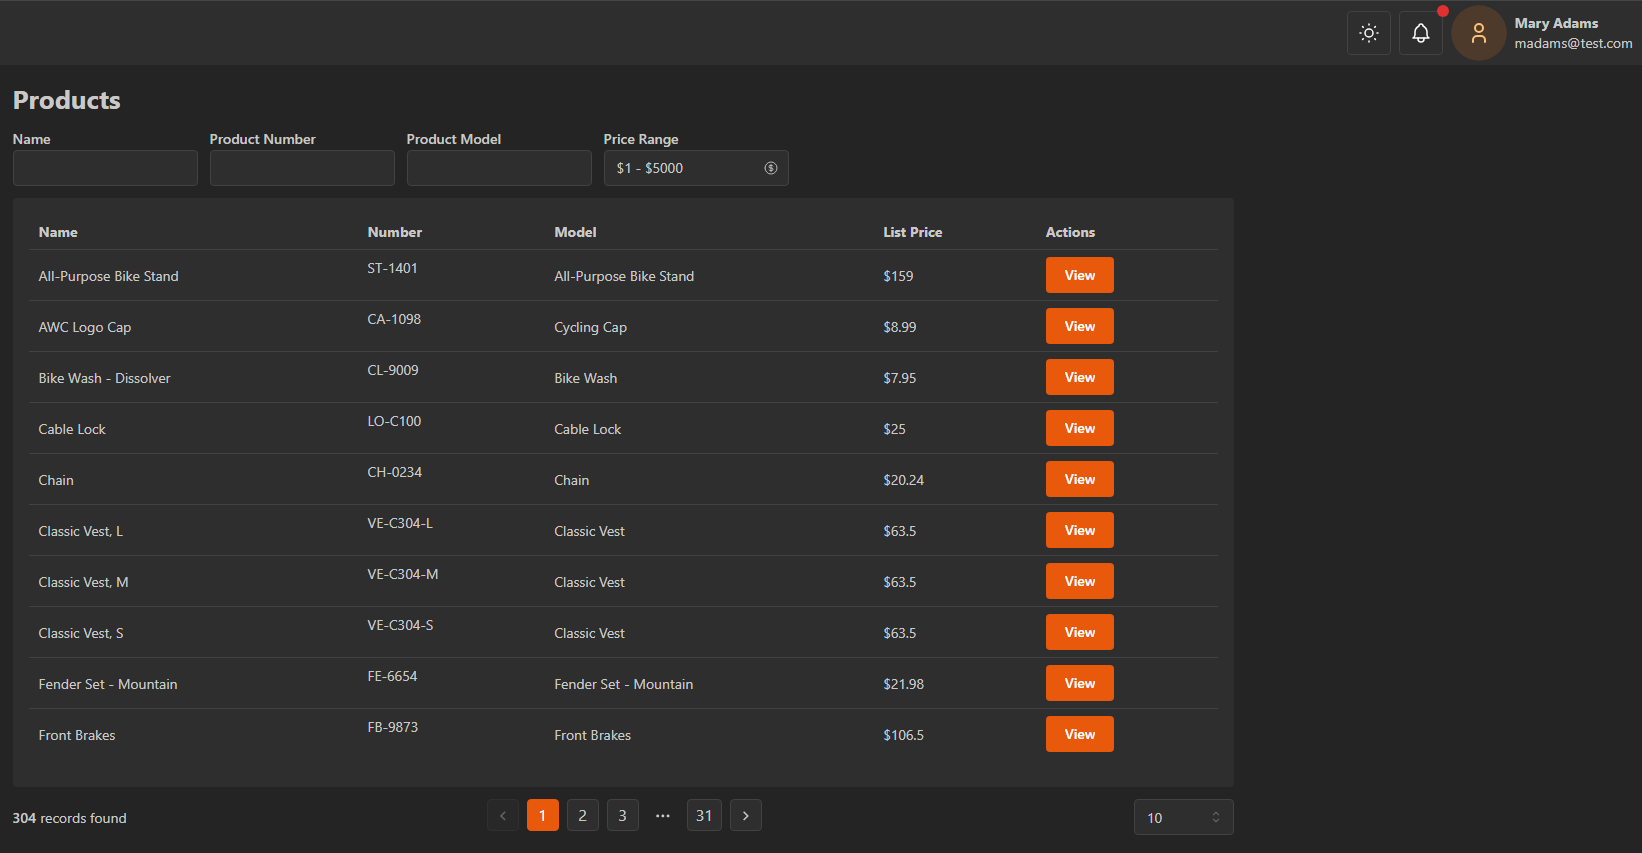 Mary Adams
madams@test.com
Products
Name Product Number Product Model Price Range
$1 - $5000
Name Number Model List Price Actions
All-Purpose Bike Stand ST-1401 All-Purpose Bike Stand $159 View
AWC Logo Cap CA-1098 Cycling Cap $8.99 View
Bike Wash - Dissolver CL-9009 Bike Wash $7.95 View
Cable Lock LO-C100 Cable Lock $25 View
Chain CH-0234 Chain $20.24 View
Classic Vest, L VE-C304-L Classic Vest $63.5 View
Classic Vest, M VE-C304-M Classic Vest $63.5 View
Classic Vest, S VE-C304-S Classic Vest $63.5 View
Fender Set - Mountain FE-6654 Fender Set - Mountain $21.98 View
Front Brakes FB-9873 Front Brakes $106.5 View
304 records found 1 2 3 ••• 31 10